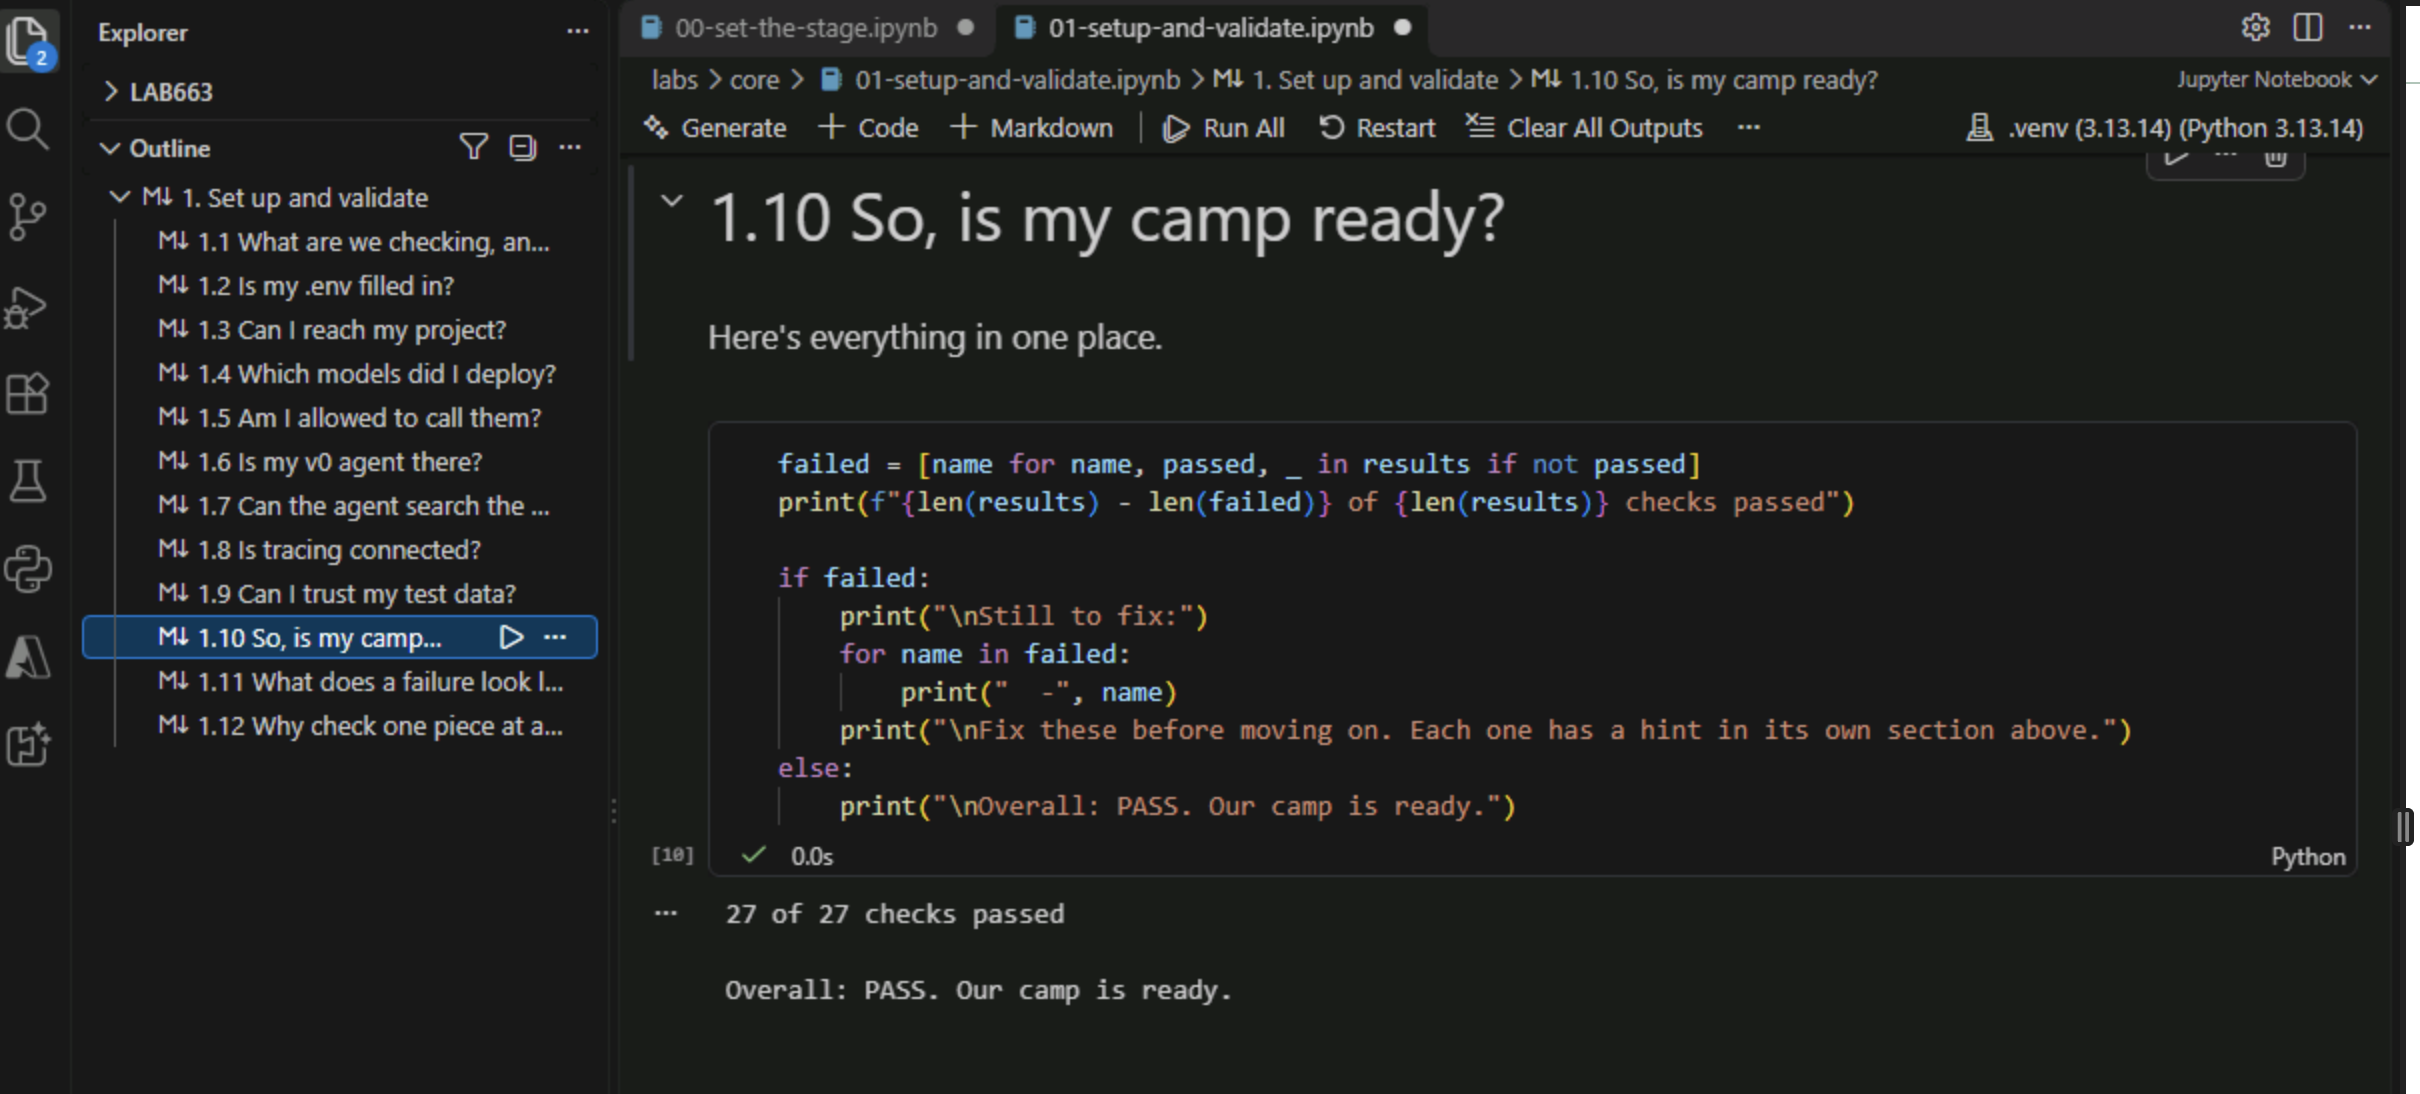 Explorer
2
LAB663
Outline
1. Set up and validate
1.1 What are we checking, an...
1.2 Is my .env filled in?
1.3 Can I reach my project?
1.4 Which models did I deploy?
1.5 Am I allowed to call them?
1.6 Is my v0 agent there?
1.7 Can the agent search the ...
1.8 Is tracing connected?
1.9 Can I trust my test data?
1.10 So, is my camp...
1.11 What does a failure look l...
1.12 Why check one piece at a...
00-set-the-stage.ipynb
01-setup-and-validate.ipynb
labs > core > 01-setup-and-validate.ipynb > M↓ 1. Set up and validate > M↓ 1.10 So, is my camp ready?
Jupyter Notebook
Generate + Code + Markdown | Run All Restart Clear All Outputs ...
.venv (3.13.14) (Python 3.13.14)
1.10 So, is my camp ready?
Here's everything in one place.
failed = [name for name, passed, _ in results if not passed]
print(f"{len(results) - len(failed)} of {len(results)} checks passed")
if failed:
    print("\nStill to fix:")
    for name in failed:
        print("  -", name)
    print("\nFix these before moving on. Each one has a hint in its own section above.")
else:
    print("\nOverall: PASS. Our camp is ready.")
[10]
0.0s
Python
27 of 27 checks passed
Overall: PASS. Our camp is ready.